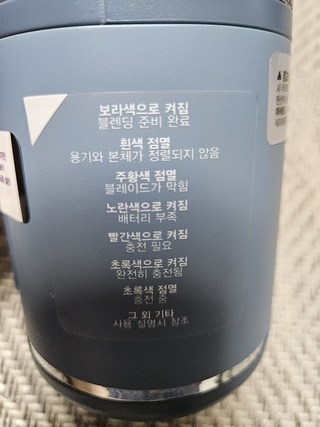 보라색으로 켜짐
블렌딩 준비 완료
흰색 점멸
용기와 본체가 정렬되지 않음
주황색 점멸
블레이드가 막힘
노란색으로 켜짐
배터리 부족
빨간색으로 켜짐
충전 필요
초록색으로 켜짐
완전히 충전됨
초록색 점멸
충전 중
그 외 기타
사용 설명서 참조